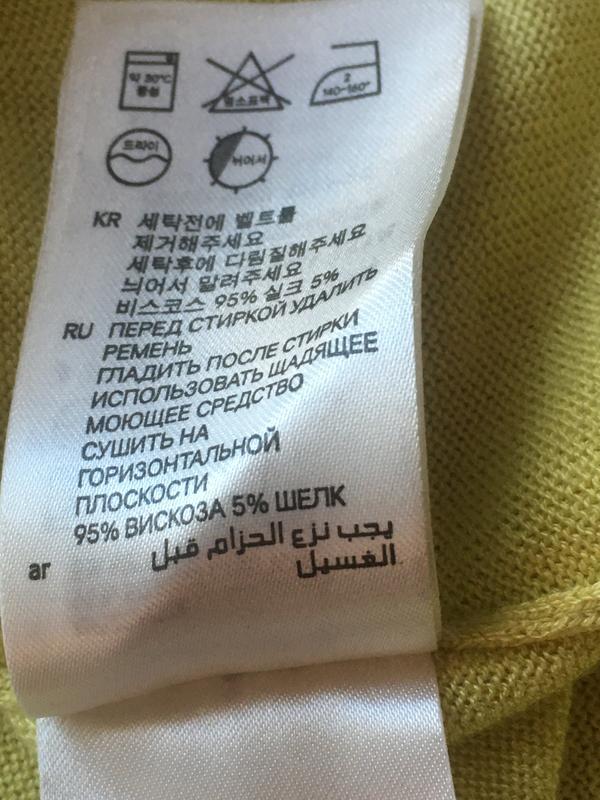 약 30℃
중성
염소표백
2
140~160°
드라이
뉘어서
KR 세탁전에 벨트를
제거해주세요
세탁후에 다림질해주세요
늬어서 말려주세요
비스코스 95% 실크 5%
RU ПЕРЕД СТИРКОЙ УДАЛИТЬ
РЕМЕНЬ
ГЛАДИТЬ ПОСЛЕ СТИРКИ
ИСПОЛЬЗОВАТЬ ЩАДЯЩЕЕ
МОЮЩЕЕ СРЕДСТВО
СУШИТЬ НА
ГОРИЗОНТАЛЬНОЙ
ПЛОСКОСТИ
95% ВИСКОЗА 5% ШЕЛК
ar يجب نزع الحزام قبل
الغسيل